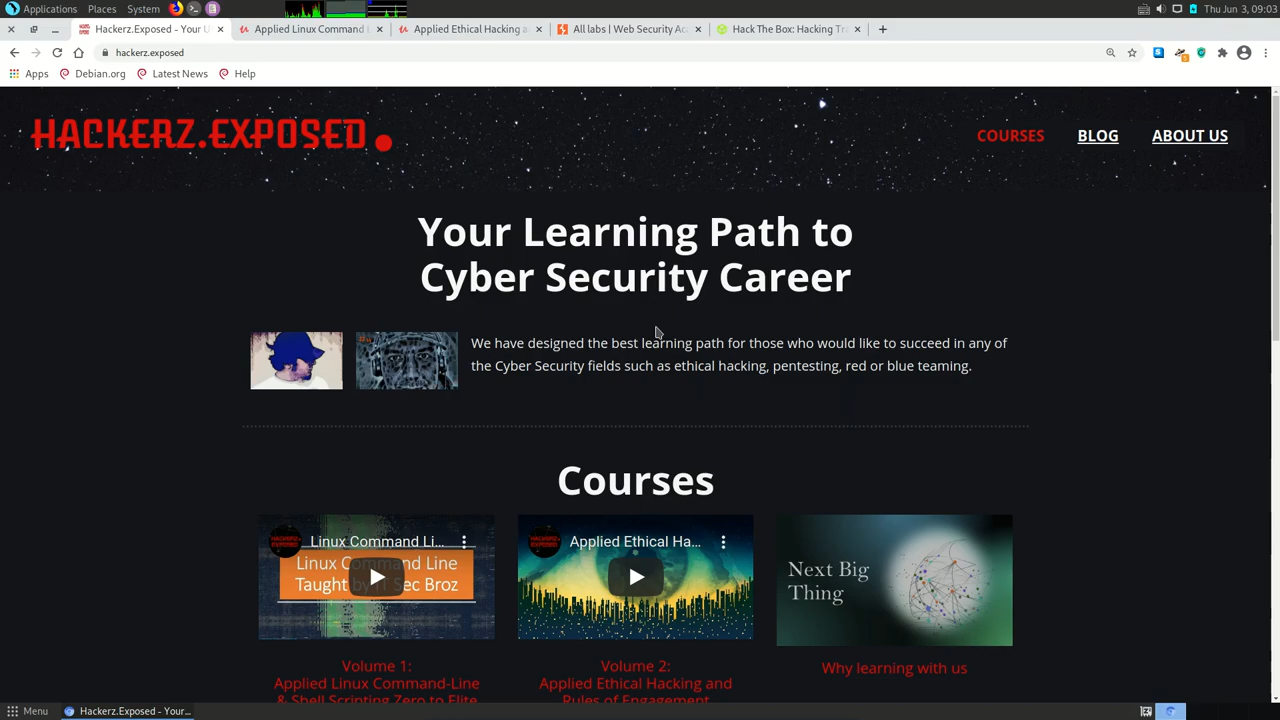 Applications Places System Thu Jun 3, 09:03
Hackerz.Exposed - Your U Applied Linux Command Applied Ethical Hacking a All labs | Web Security Ac Hack The Box: Hacking Tra
hackerz.exposed
Apps Debian.org Latest News Help
HACKERZ.EXPOSED.
COURSES BLOG ABOUT US
Your Learning Path to
Cyber Security Career
We have designed the best learning path for those who would like to succeed in any of
the Cyber Security fields such as ethical hacking, pentesting, red or blue teaming.
Courses
Linux Command Li...
Linux Command Line
Taught by IT Sec Broz
Applied Ethical Ha...
Next Big
Thing
Volume 1:
Applied Linux Command-Line
& Shell Scripting Zero to Elite
Volume 2:
Applied Ethical Hacking and
Rules of Engagement
Why learning with us
Menu Hackerz.Exposed - Your...